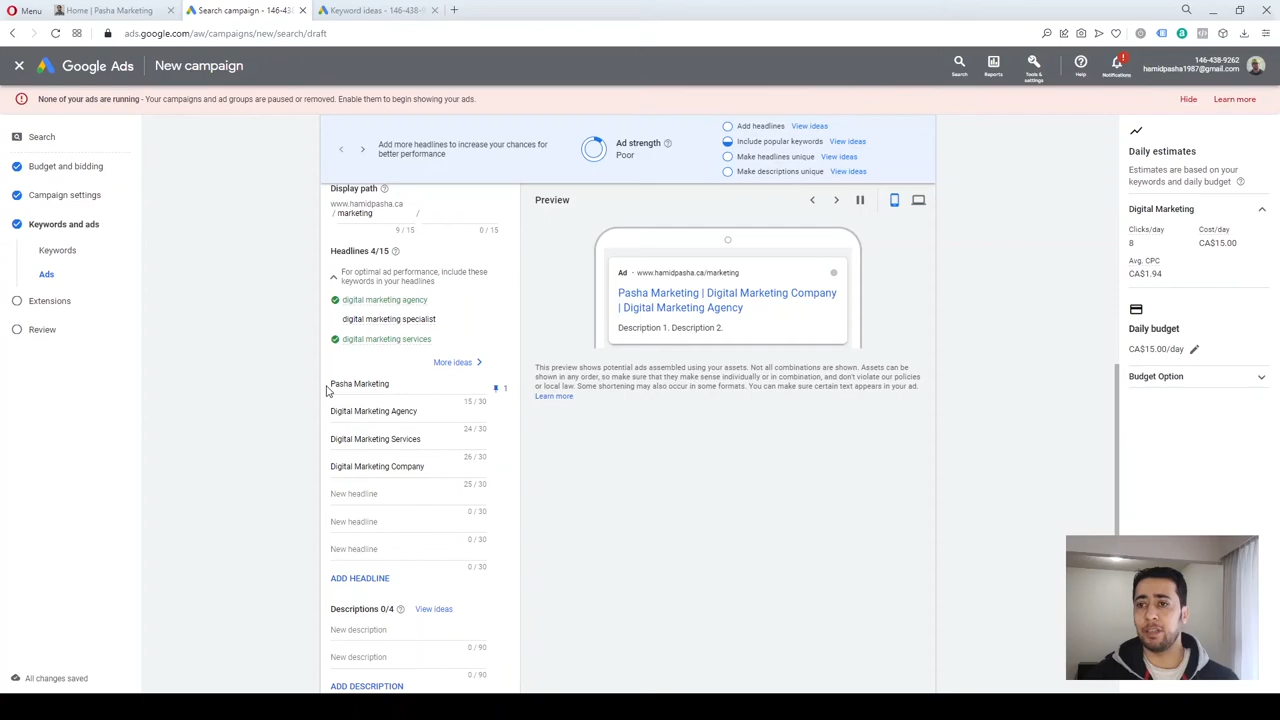 Menu
Home | Pasha Marketing
Search campaign - 146-43
Keyword ideas - 146-438-9
ads.google.com/aw/campaigns/new/search/draft
Google Ads
New campaign
Search
Reports
Tools & settings
Help
Notifications
146-438-9262
hamidpasha1987@gmail.com
None of your ads are running - Your campaigns and ad groups are paused or removed. Enable them to begin showing your ads.
Hide
Learn more
Search
Budget and bidding
Campaign settings
Keywords and ads
Keywords
Ads
Extensions
Review
All changes saved
Add more headlines to increase your chances for
better performance
Ad strength
Poor
Add headlines View ideas
Include popular keywords View ideas
Make headlines unique View ideas
Make descriptions unique View ideas
Display path
www.hamidpasha.ca
/ marketing /
9 / 15 0 / 15
Headlines 4/15
For optimal ad performance, include these
keywords in your headlines
digital marketing agency
digital marketing specialist
digital marketing services
More ideas
Pasha Marketing
1
15 / 30
Digital Marketing Agency
24 / 30
Digital Marketing Services
26 / 30
Digital Marketing Company
25 / 30
New headline
0 / 30
New headline
0 / 30
New headline
0 / 30
ADD HEADLINE
Descriptions 0/4 View ideas
New description
0 / 90
New description
0 / 90
ADD DESCRIPTION
Preview
Ad · www.hamidpasha.ca/marketing
Pasha Marketing | Digital Marketing Company
| Digital Marketing Agency
Description 1. Description 2.
This preview shows potential ads assembled using your assets. Not all combinations are shown. Assets can be
shown in any order, so make sure that they make sense individually or in combination, and don't violate our policies
or local law. Some shortening may also occur in some formats. You can make sure certain text appears in your ad.
Learn more
Daily estimates
Estimates are based on your
keywords and daily budget
Digital Marketing
Clicks/day Cost/day
8 CA$15.00
Avg. CPC
CA$1.94
Daily budget
CA$15.00/day
Budget Option